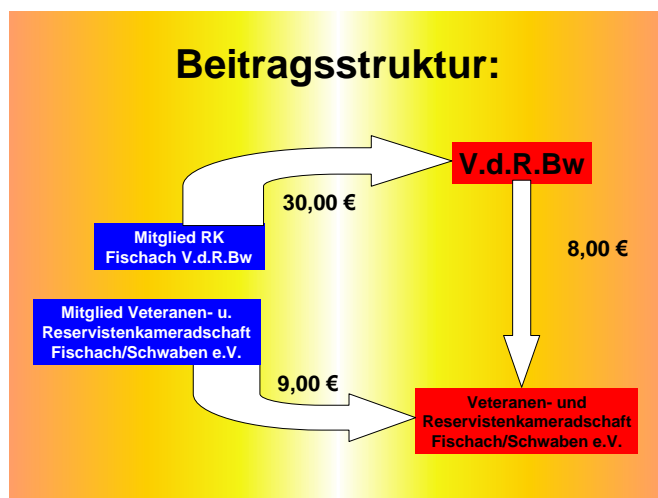 Beitragsstruktur:
V.d.R.Bw
30,00 €
Mitglied RK
Fischach V.d.R.Bw
8,00 €
Mitglied Veteranen- u.
Reservistenkameradschaft
Fischach/Schwaben e.V.
9,00 €
Veteranen- und
Reservistenkameradschaft
Fischach/Schwaben e.V.